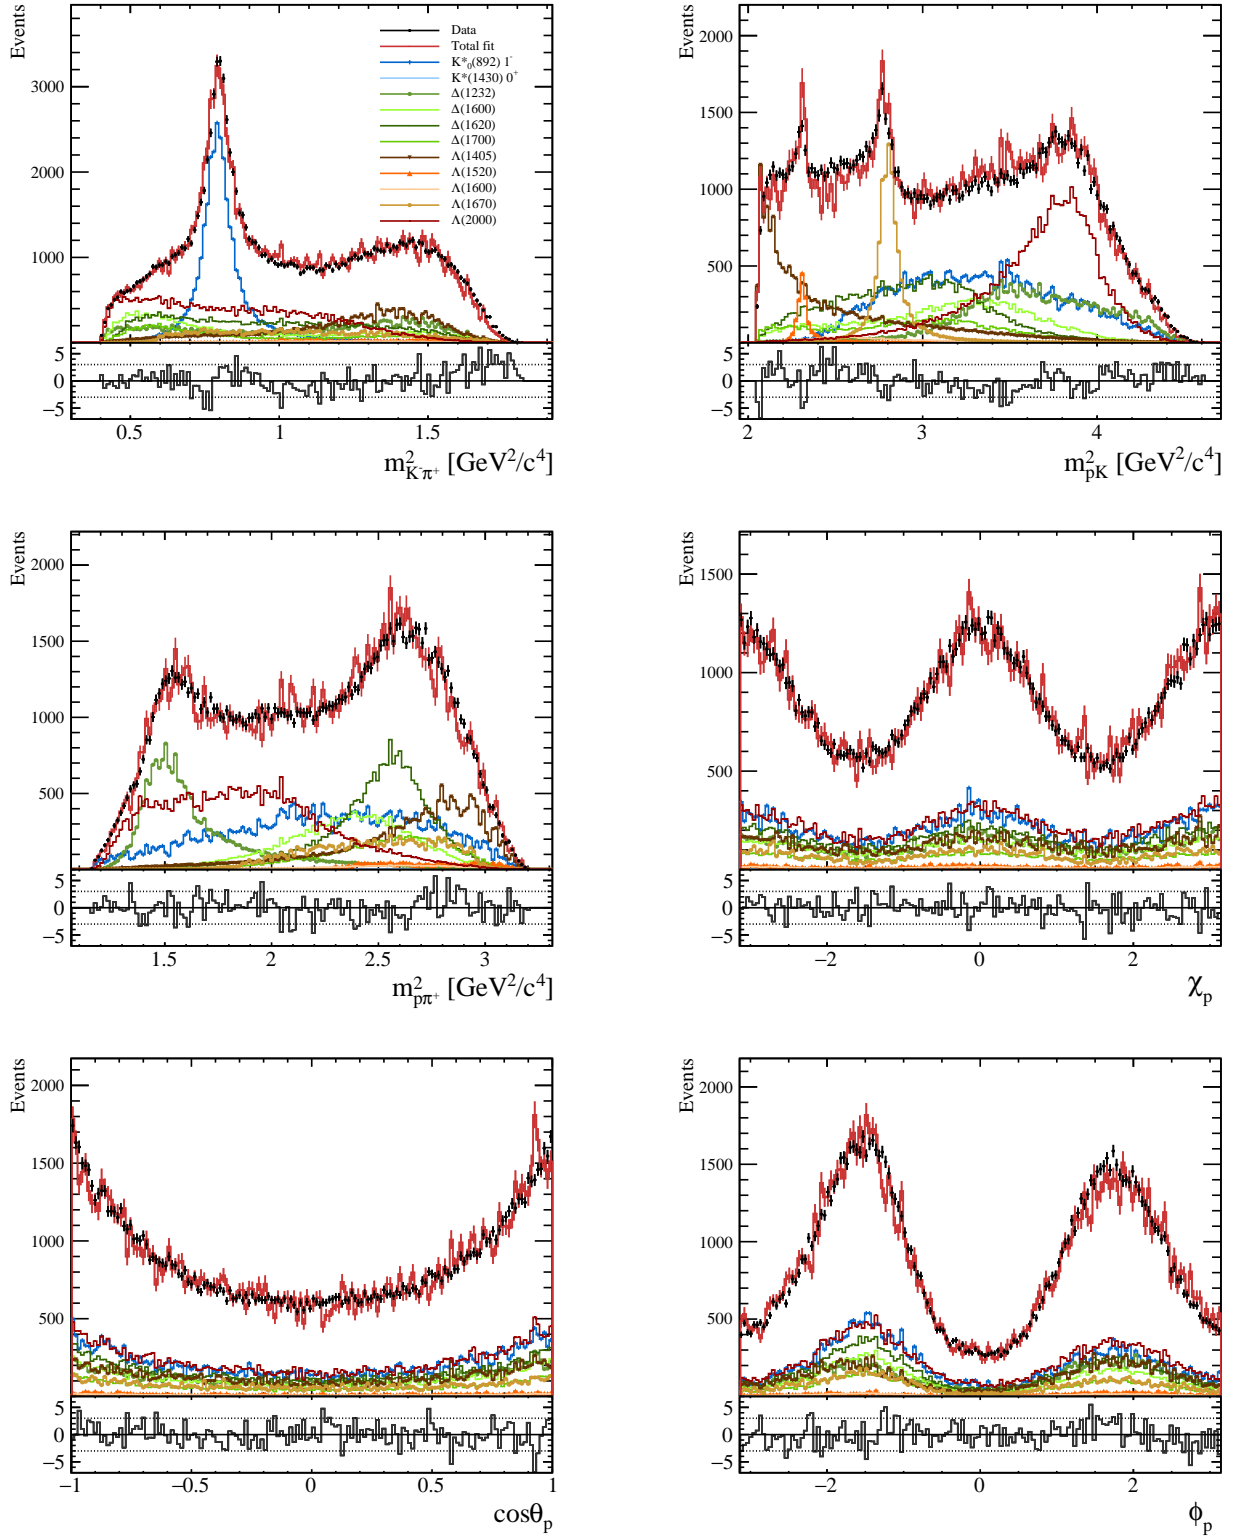 Events
3000
2000
1000
Data
Total fit
K*₀(892) 1⁻
K*(1430) 0⁺
Δ(1232)
Δ(1600)
Δ(1620)
Δ(1700)
Λ(1405)
Λ(1520)
Λ(1600)
Λ(1670)
Λ(2000)
5
0
−5
0.5 1 1.5
m²K⁻π⁺ [GeV²/c⁴]
Events
2000
1500
1000
500
5
0
−5
2 3 4
m²pK [GeV²/c⁴]
Events
2000
1500
1000
500
5
0
−5
1.5 2 2.5 3
m²pπ⁺ [GeV²/c⁴]
Events
1500
1000
500
5
0
−5
−2 0 2
χp
Events
2000
1500
1000
500
5
0
−5
−1 −0.5 0 0.5 1
cosθp
Events
2000
1500
1000
500
5
0
−5
−2 0 2
ϕp